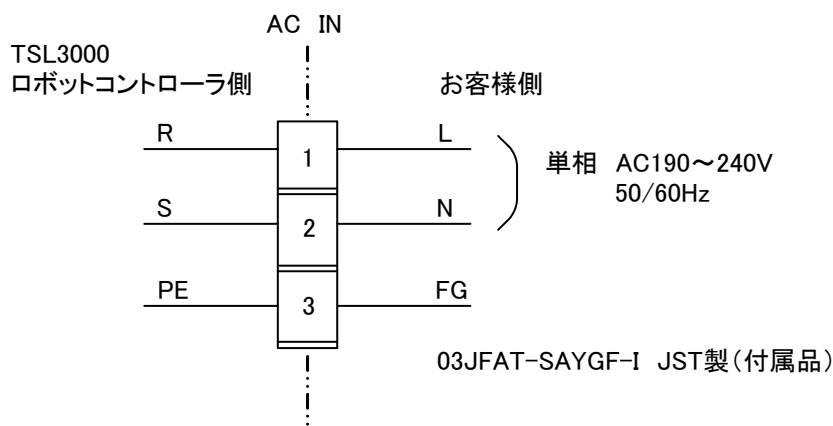 AC IN
TSL3000
ロボットコントローラ側
お客様側
R
1
L
単相 AC190～240V
50/60Hz
S
2
N
PE
3
FG
03JFAT-SAYGF-I JST製（付属品）